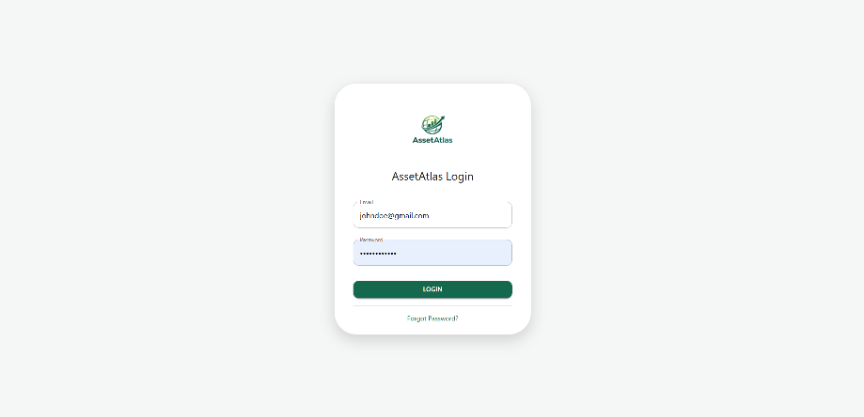 AssetAtlas
AssetAtlas Login
Email
johndoe@gmail.com
Password
••••••••••••
LOGIN
Forgot Password?